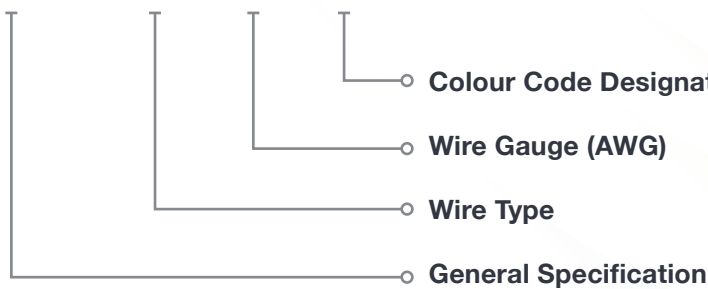 Colour Code Designat
Wire Gauge (AWG)
Wire Type
General Specification